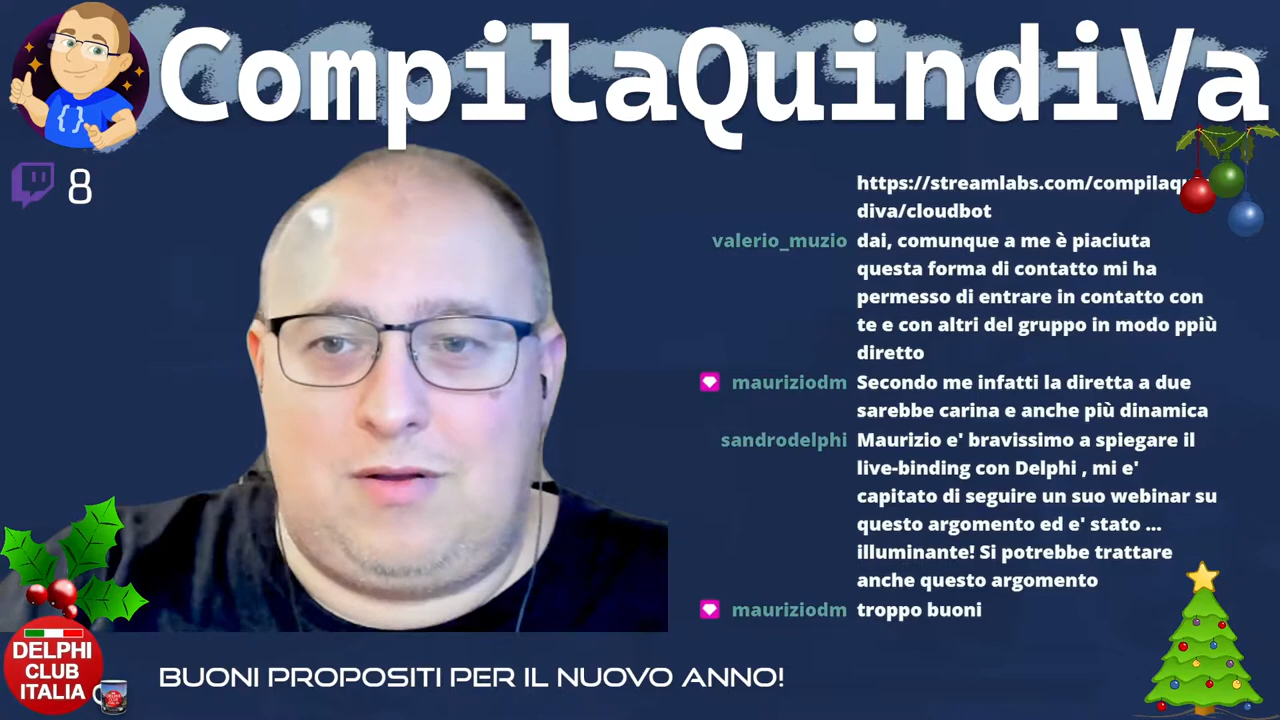 CompilaQuindiVa
8
https://streamlabs.com/compilaqu
diva/cloudbot
valerio_muzio dai, comunque a me è piaciuta
questa forma di contatto mi ha
permesso di entrare in contatto con
te e con altri del gruppo in modo ppiù
diretto
mauriziodm Secondo me infatti la diretta a due
sarebbe carina e anche più dinamica
sandrodelphi Maurizio e' bravissimo a spiegare il
live-binding con Delphi , mi e'
capitato di seguire un suo webinar su
questo argomento ed e' stato ...
illuminante! Si potrebbe trattare
anche questo argomento
mauriziodm troppo buoni
DELPHI
CLUB
ITALIA
BUONI PROPOSITI PER IL NUOVO ANNO!